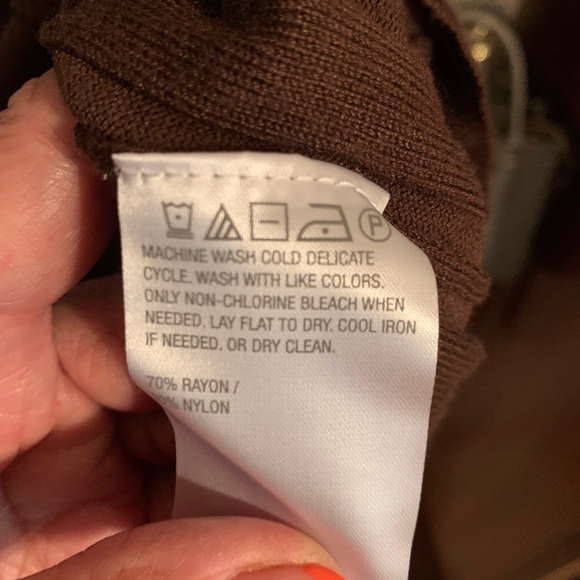 P
MACHINE WASH COLD DELICATE
CYCLE. WASH WITH LIKE COLORS.
ONLY NON-CHLORINE BLEACH WHEN
NEEDED. LAY FLAT TO DRY. COOL IRON
IF NEEDED. OR DRY CLEAN.
70% RAYON /
% NYLON